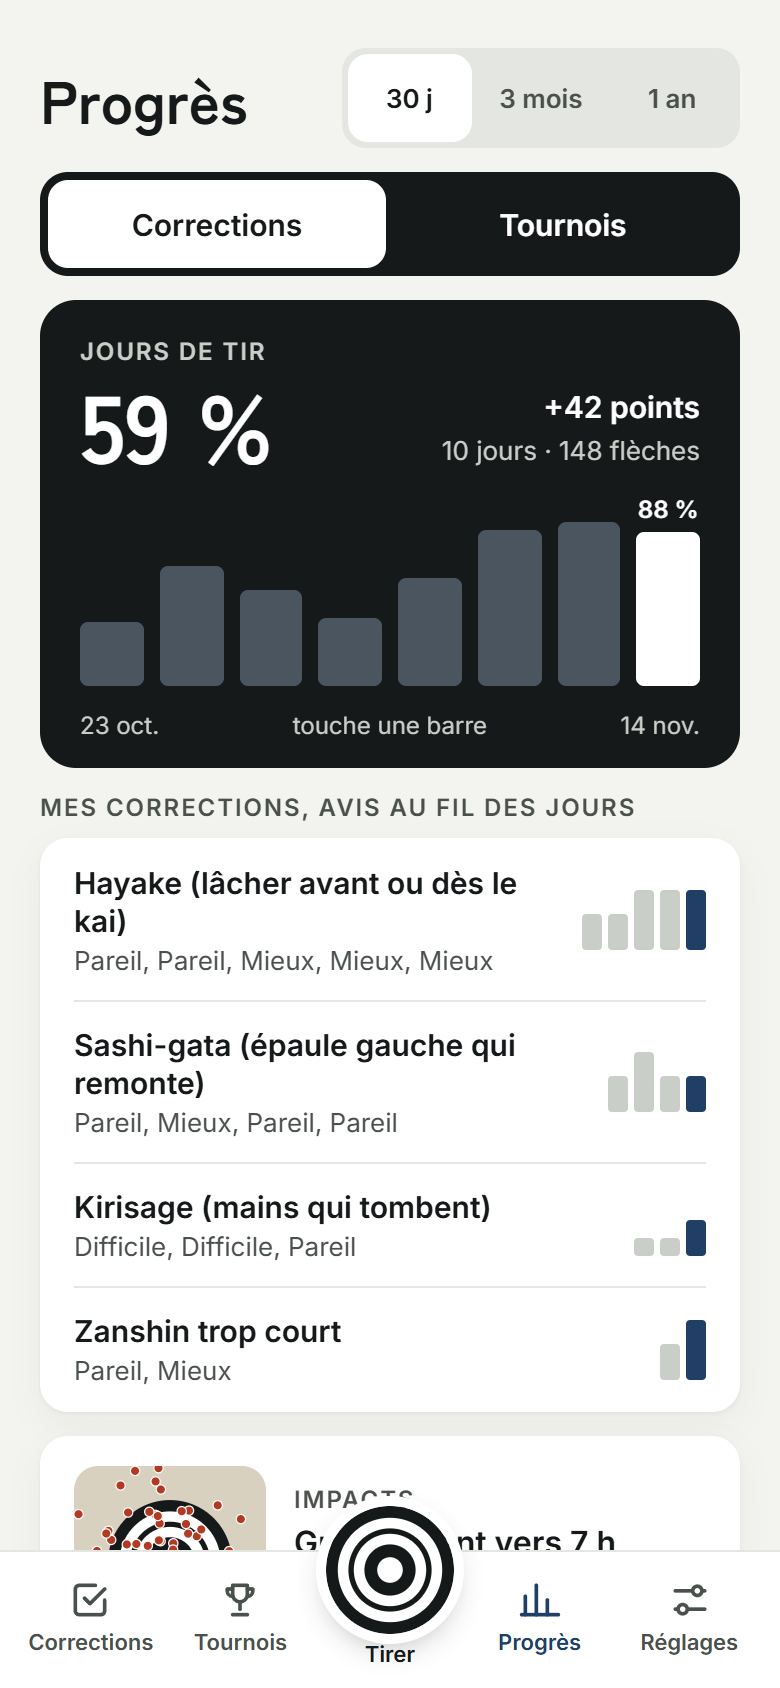 Progrès
30 j
3 mois
1 an
Corrections
Tournois
JOURS DE TIR
59 %
+42 points
10 jours · 148 flèches
88 %
23 oct.
touche une barre
14 nov.
MES CORRECTIONS, AVIS AU FIL DES JOURS
Hayake (lâcher avant ou dès le
kai)
Pareil, Pareil, Mieux, Mieux, Mieux
Sashi-gata (épaule gauche qui
remonte)
Pareil, Mieux, Pareil, Pareil
Kirisage (mains qui tombent)
Difficile, Difficile, Pareil
Zanshin trop court
Pareil, Mieux
IMPACTS
vers 7 h
Corrections
Tournois
Tirer
Progrès
Réglages